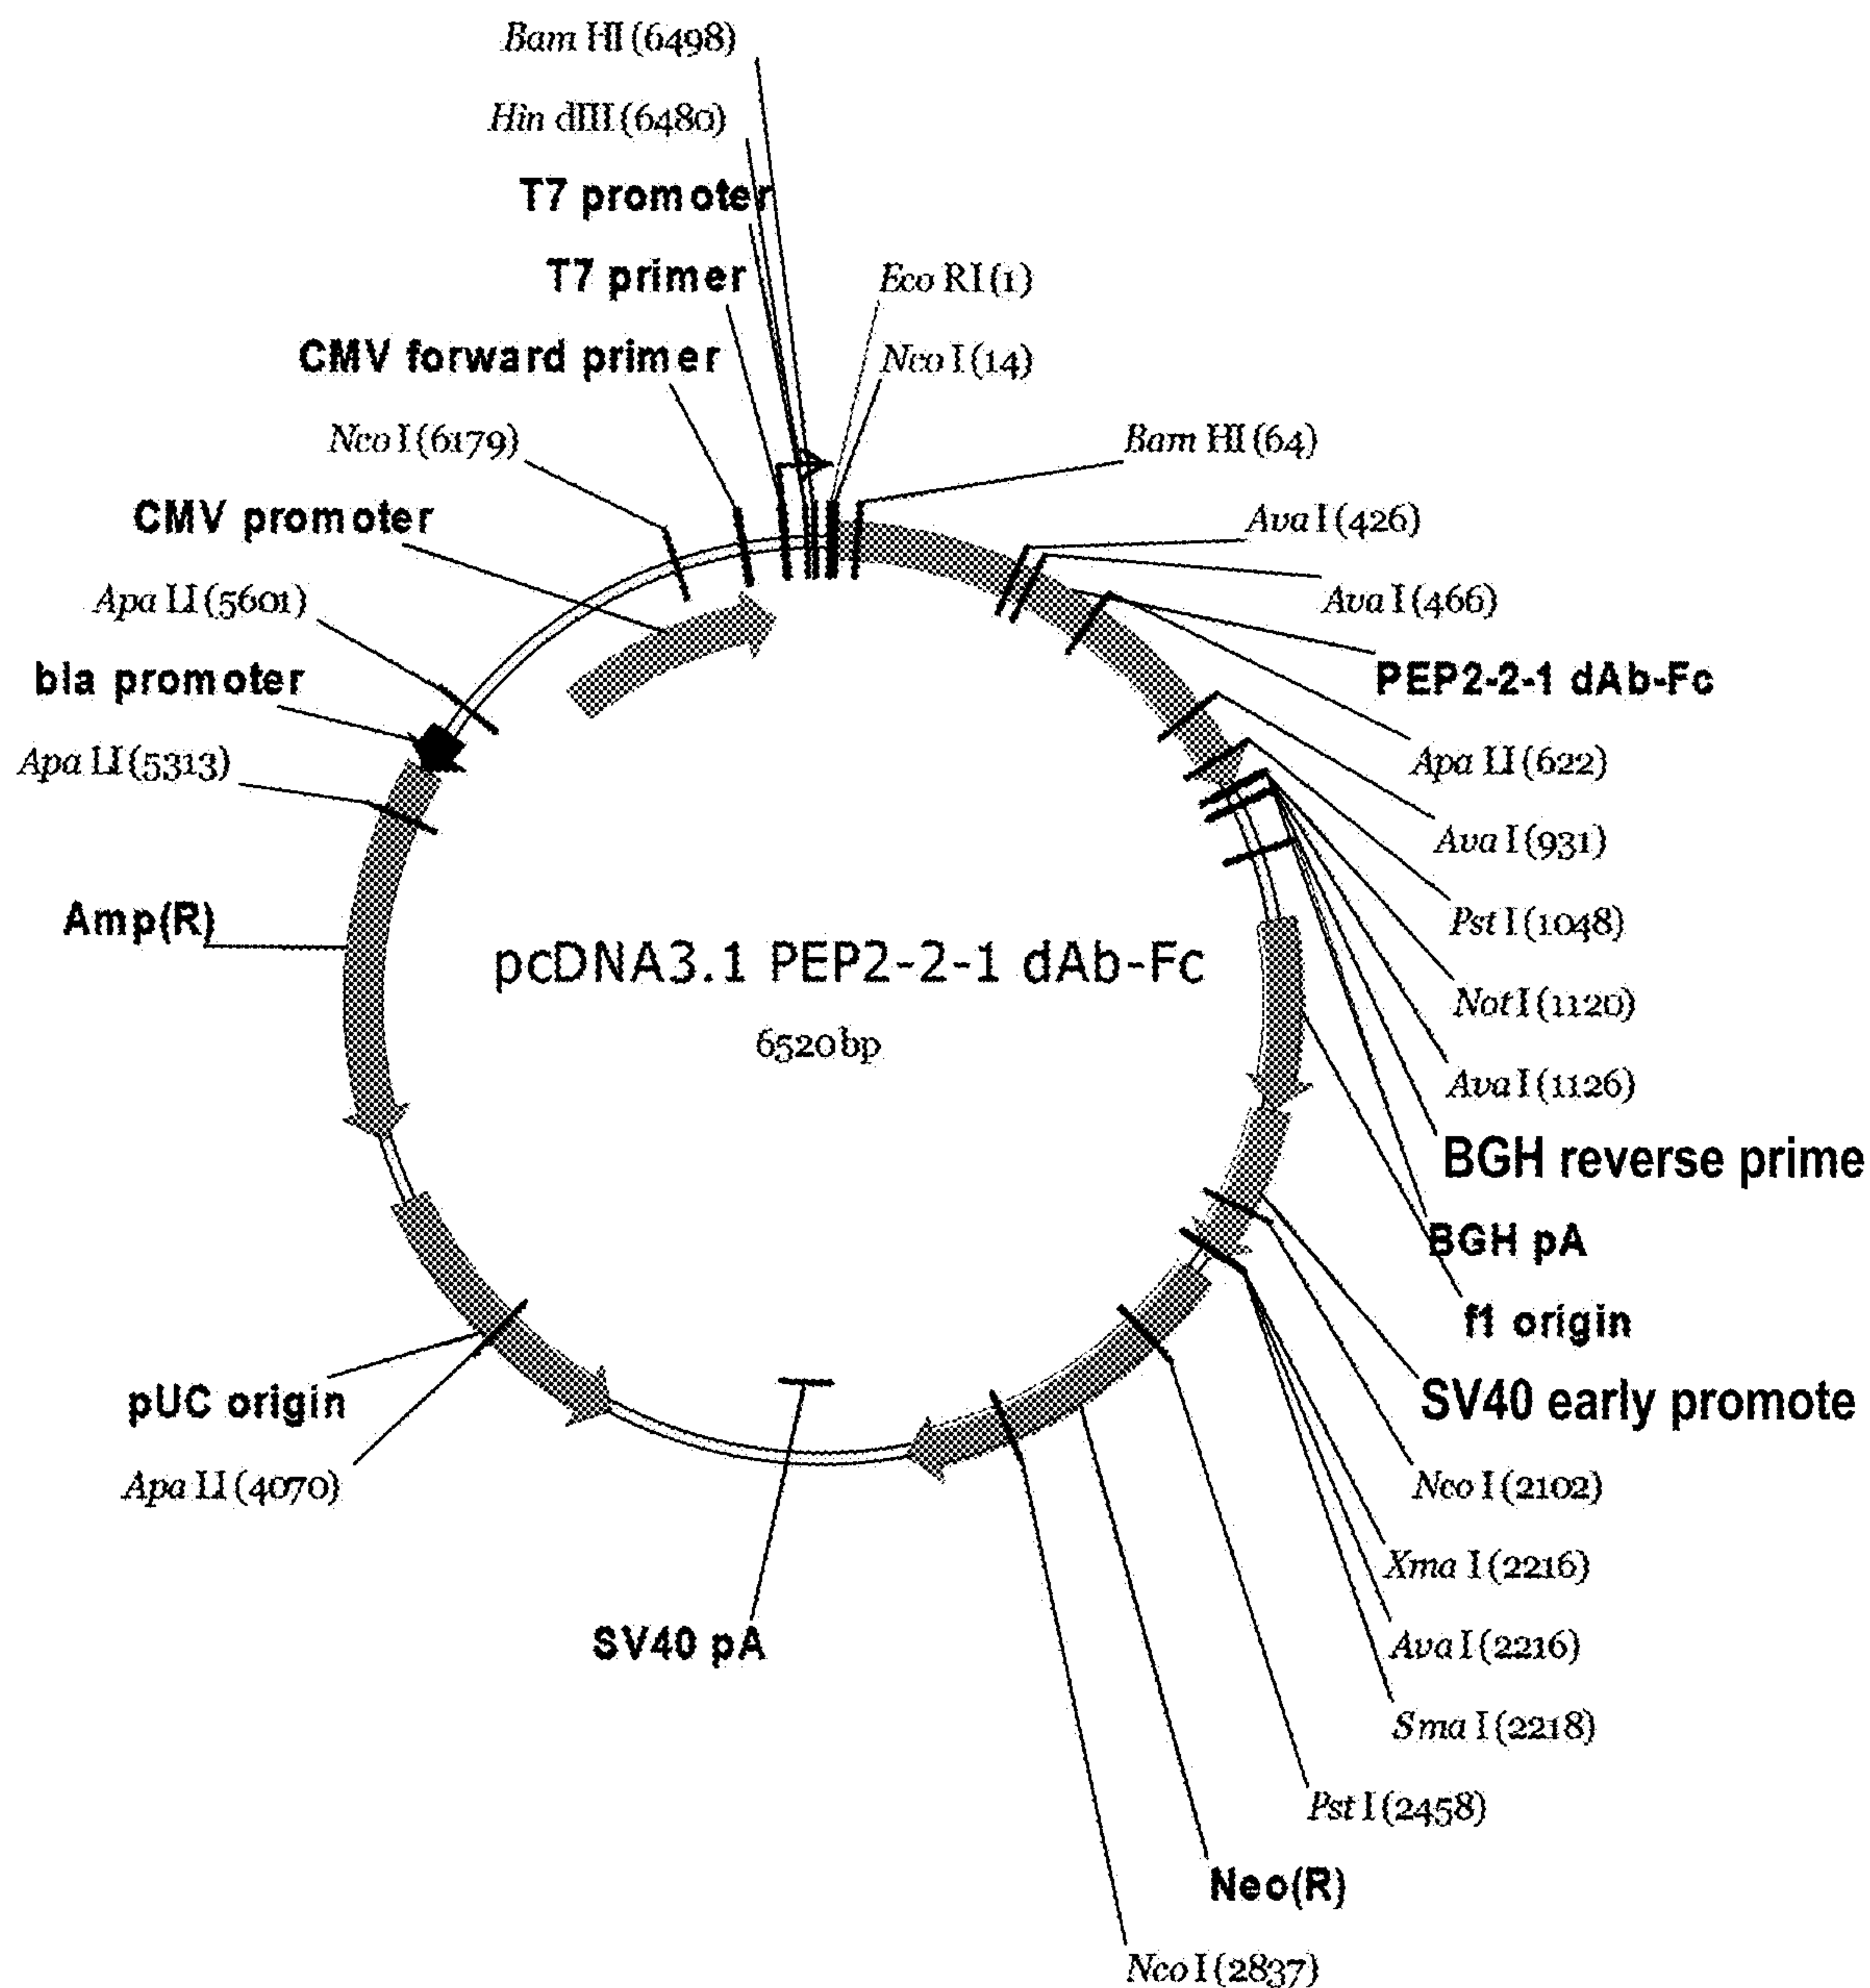 Bam HI (6498)
Hin dIII (6480)
T7 promoter
T7 primer
Eco RI (1)
CMV forward primer
Nco I (14)
Nco I (6179)
Bam HI (64)
CMV promoter
Ava I (426)
Apa LI (5601)
Ava I (466)
bla promoter
PEP2-2-1 dAb-Fc
Apa LI (5313)
Apa LI (622)
Ava I (931)
Amp(R)
Pst I (1048)
pcDNA3.1 PEP2-2-1 dAb-Fc
Not I (1120)
6520 bp
Ava I (1126)
BGH reverse prime
BGH pA
f1 origin
pUC origin
SV40 early promote
Apa LI (4070)
Nco I (2102)
Xma I (2216)
SV40 pA
Ava I (2216)
Sma I (2218)
Pst I (2458)
Neo(R)
Nco I (2837)